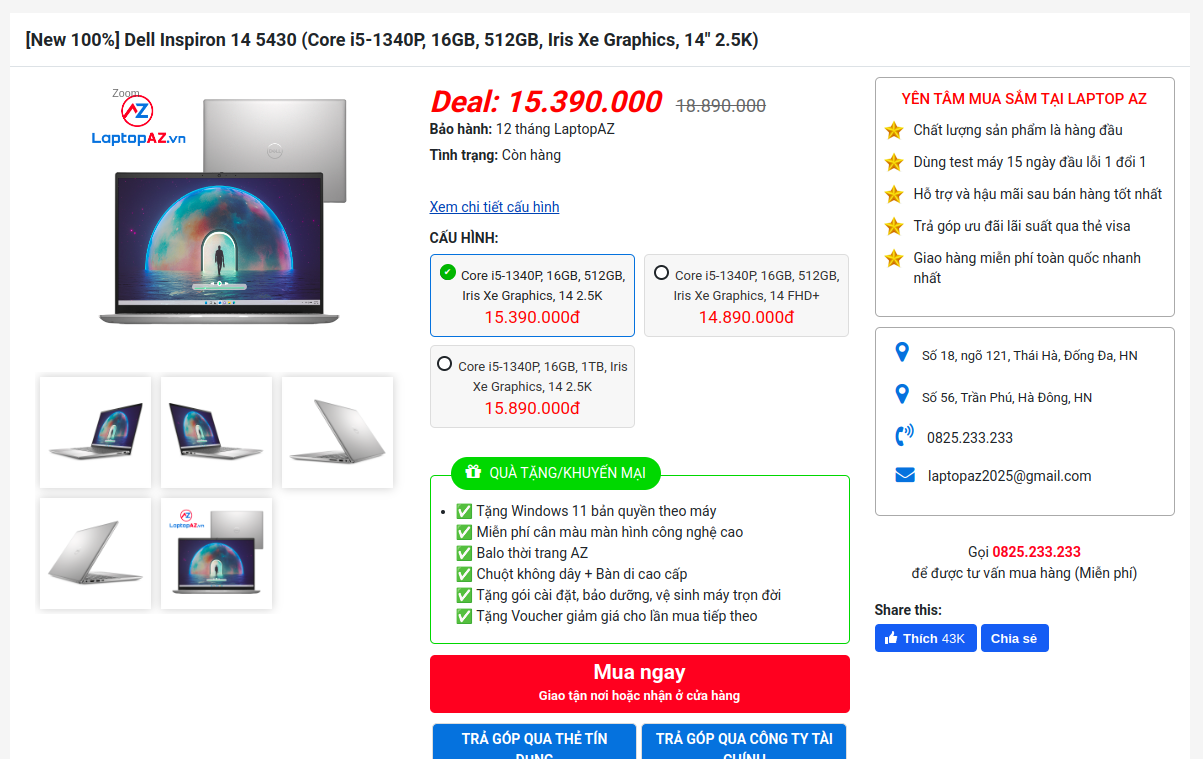 [New 100%] Dell Inspiron 14 5430 (Core i5-1340P, 16GB, 512GB, Iris Xe Graphics, 14" 2.5K)
Zoom
AZ
LaptopAZ.vn
Deal: 15.390.000 18.890.000
Bảo hành: 12 tháng LaptopAZ
Tình trạng: Còn hàng
Xem chi tiết cấu hình
CẤU HÌNH:
Core i5-1340P, 16GB, 512GB,
Iris Xe Graphics, 14 2.5K
15.390.000đ
Core i5-1340P, 16GB, 512GB,
Iris Xe Graphics, 14 FHD+
14.890.000đ
Core i5-1340P, 16GB, 1TB, Iris
Xe Graphics, 14 2.5K
15.890.000đ
QUÀ TẶNG/KHUYẾN MẠI
• ✅ Tặng Windows 11 bản quyền theo máy
✅ Miễn phí cân màu màn hình công nghệ cao
✅ Balo thời trang AZ
✅ Chuột không dây + Bàn di cao cấp
✅ Tặng gói cài đặt, bảo dưỡng, vệ sinh máy trọn đời
✅ Tặng Voucher giảm giá cho lần mua tiếp theo
Mua ngay
Giao tận nơi hoặc nhận ở cửa hàng
TRẢ GÓP QUA THẺ TÍN
DỤNG
TRẢ GÓP QUA CÔNG TY TÀI
CHÍNH
YÊN TÂM MUA SẮM TẠI LAPTOP AZ
Chất lượng sản phẩm là hàng đầu
Dùng test máy 15 ngày đầu lỗi 1 đổi 1
Hỗ trợ và hậu mãi sau bán hàng tốt nhất
Trả góp ưu đãi lãi suất qua thẻ visa
Giao hàng miễn phí toàn quốc nhanh
nhất
Số 18, ngõ 121, Thái Hà, Đống Đa, HN
Số 56, Trần Phú, Hà Đông, HN
0825.233.233
laptopaz2025@gmail.com
Gọi 0825.233.233
để được tư vấn mua hàng (Miễn phí)
Share this:
Thích 43K
Chia sẻ
AZ
LaptopAZ.vn